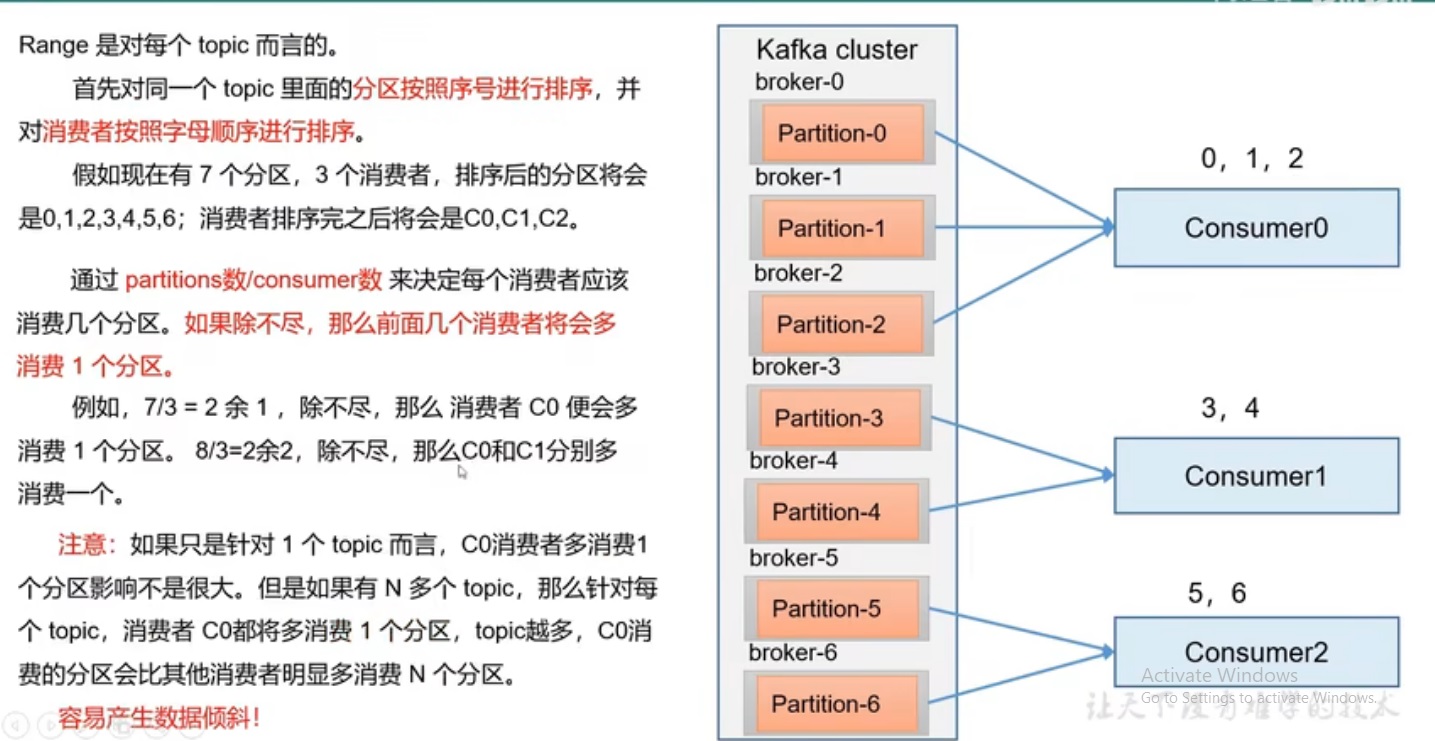 Range 是对每个 topic 而言的。
首先对同一个 topic 里面的分区按照序号进行排序，并
对消费者按照字母顺序进行排序。
假如现在有 7 个分区，3 个消费者，排序后的分区将会
是0,1,2,3,4,5,6；消费者排序完之后将会是C0,C1,C2。
通过 partitions数/consumer数 来决定每个消费者应该
消费几个分区。如果除不尽，那么前面几个消费者将会多
消费 1 个分区。
例如，7/3 = 2 余 1 ，除不尽，那么 消费者 C0 便会多
消费 1 个分区。 8/3=2余2，除不尽，那么C0和C1分别多
消费一个。
注意：如果只是针对 1 个 topic 而言，C0消费者多消费1
个分区影响不是很大。但是如果有 N 多个 topic，那么针对每
个 topic，消费者 C0都将多消费 1 个分区，topic越多，C0消
费的分区会比其他消费者明显多消费 N 个分区。
容易产生数据倾斜！
Kafka cluster
broker-0
Partition-0
broker-1
Partition-1
broker-2
Partition-2
broker-3
Partition-3
broker-4
Partition-4
broker-5
Partition-5
broker-6
Partition-6
0，1，2
Consumer0
3，4
Consumer1
5，6
Consumer2
Activate Windows
Go to Settings to activate Windows.
让天下没有难学的技术